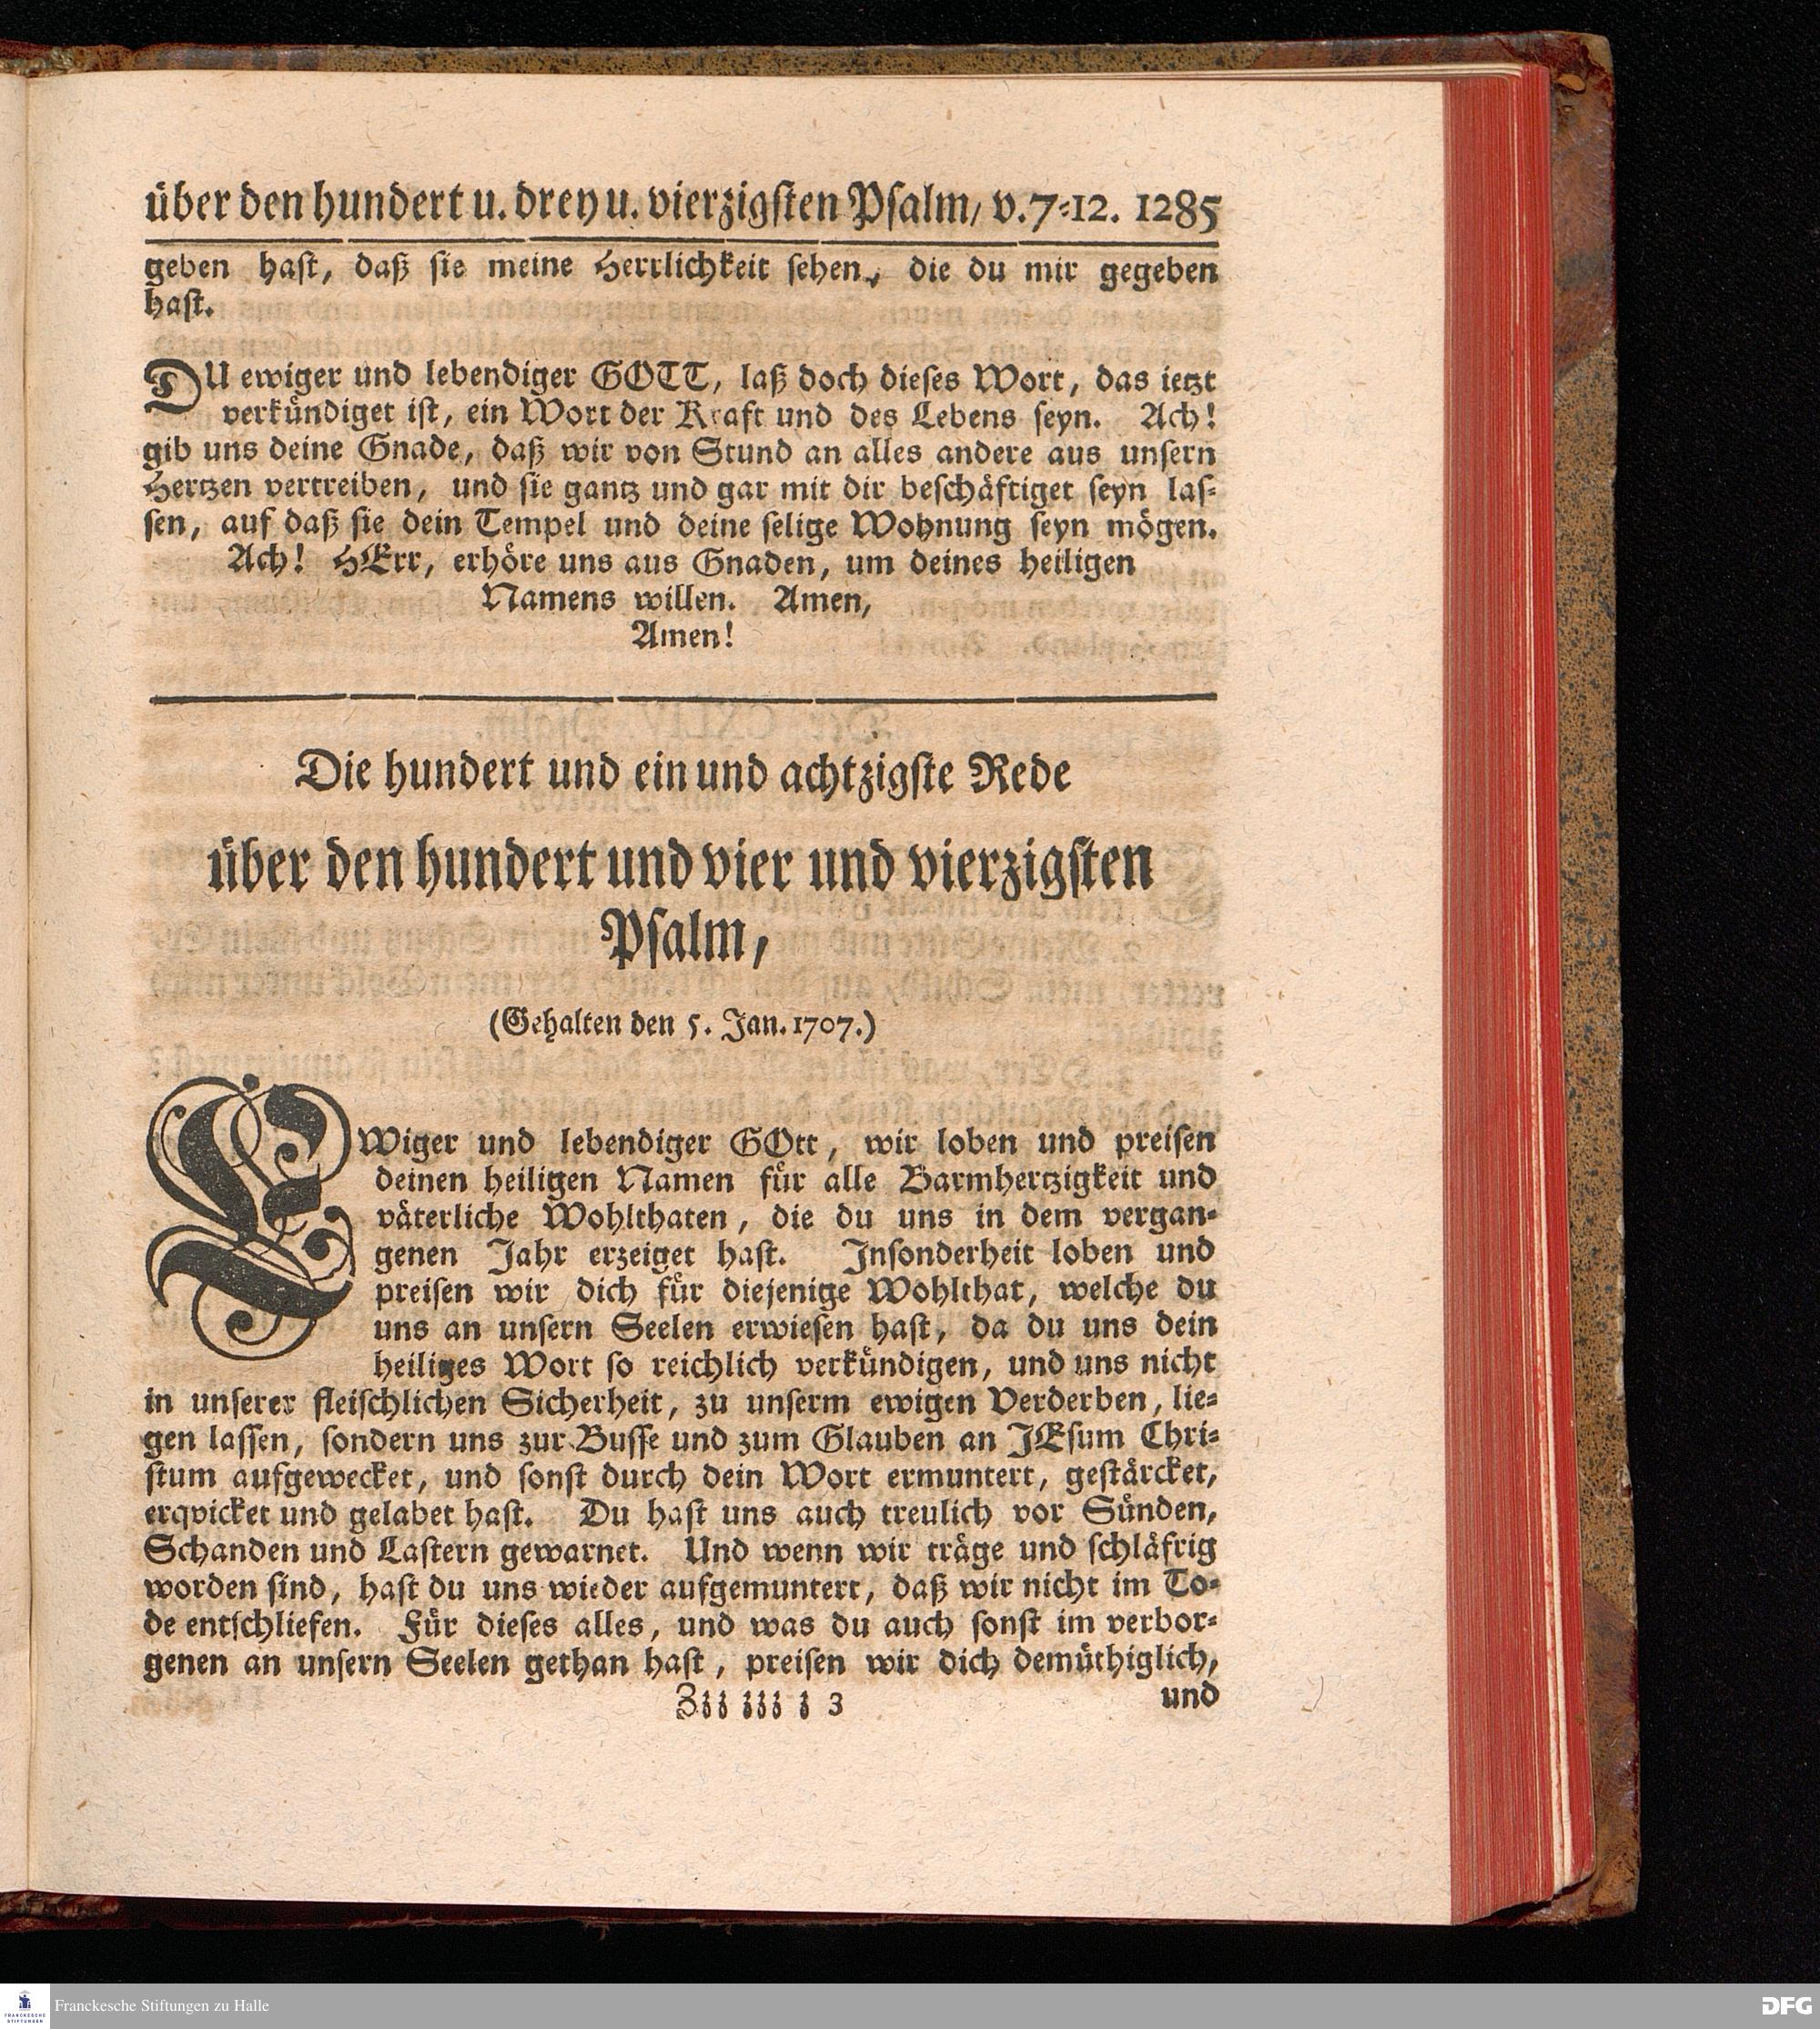 über den hundert u. drey u. vierzigsten Psalm, v. 7-12. 1285
geben hast, daß sie meine Herrlichkeit sehen, die du mir gegeben
hast.
DU ewiger und lebendiger GOTT, laß doch dieses Wort, das ietzt
verkündiget ist, ein Wort der Kraft und des Lebens seyn. Ach!
gib uns deine Gnade, daß wir von Stund an alles andere aus unsern
Hertzen vertreiben, und sie gantz und gar mit dir beschäftiget seyn las-
sen, auf daß sie dein Tempel und deine selige Wohnung seyn mögen.
Ach! HErr, erhöre uns aus Gnaden, um deines heiligen
Namens willen. Amen,
Amen!
Die hundert und ein und achtzigste Rede
über den hundert und vier und vierzigsten
Psalm,
(Gehalten den 5. Jan. 1707.)
EWiger und lebendiger GOtt, wir loben und preisen
deinen heiligen Namen für alle Barmhertzigkeit und
väterliche Wohlthaten, die du uns in dem vergan-
genen Jahr erzeiget hast. Insonderheit loben und
preisen wir dich für diejenige Wohlthat, welche du
uns an unsern Seelen erwiesen hast, da du uns dein
heiliges Wort so reichlich verkündigen, und uns nicht
in unserer fleischlichen Sicherheit, zu unserm ewigen Verderben, lie-
gen lassen, sondern uns zur Busse und zum Glauben an JEsum Chri-
stum aufgewecket, und sonst durch dein Wort ermuntert, gestärcket,
erqvicket und gelabet hast. Du hast uns auch treulich vor Sünden,
Schanden und Lastern gewarnet. Und wenn wir träge und schläfrig
worden sind, hast du uns wieder aufgemuntert, daß wir nicht im To-
de entschliefen. Für dieses alles, und was du auch sonst im verbor-
genen an unsern Seelen gethan hast, preisen wir dich demüthiglich,
Zzz zzz z 3 und
Franckesche Stiftungen zu Halle
DFG